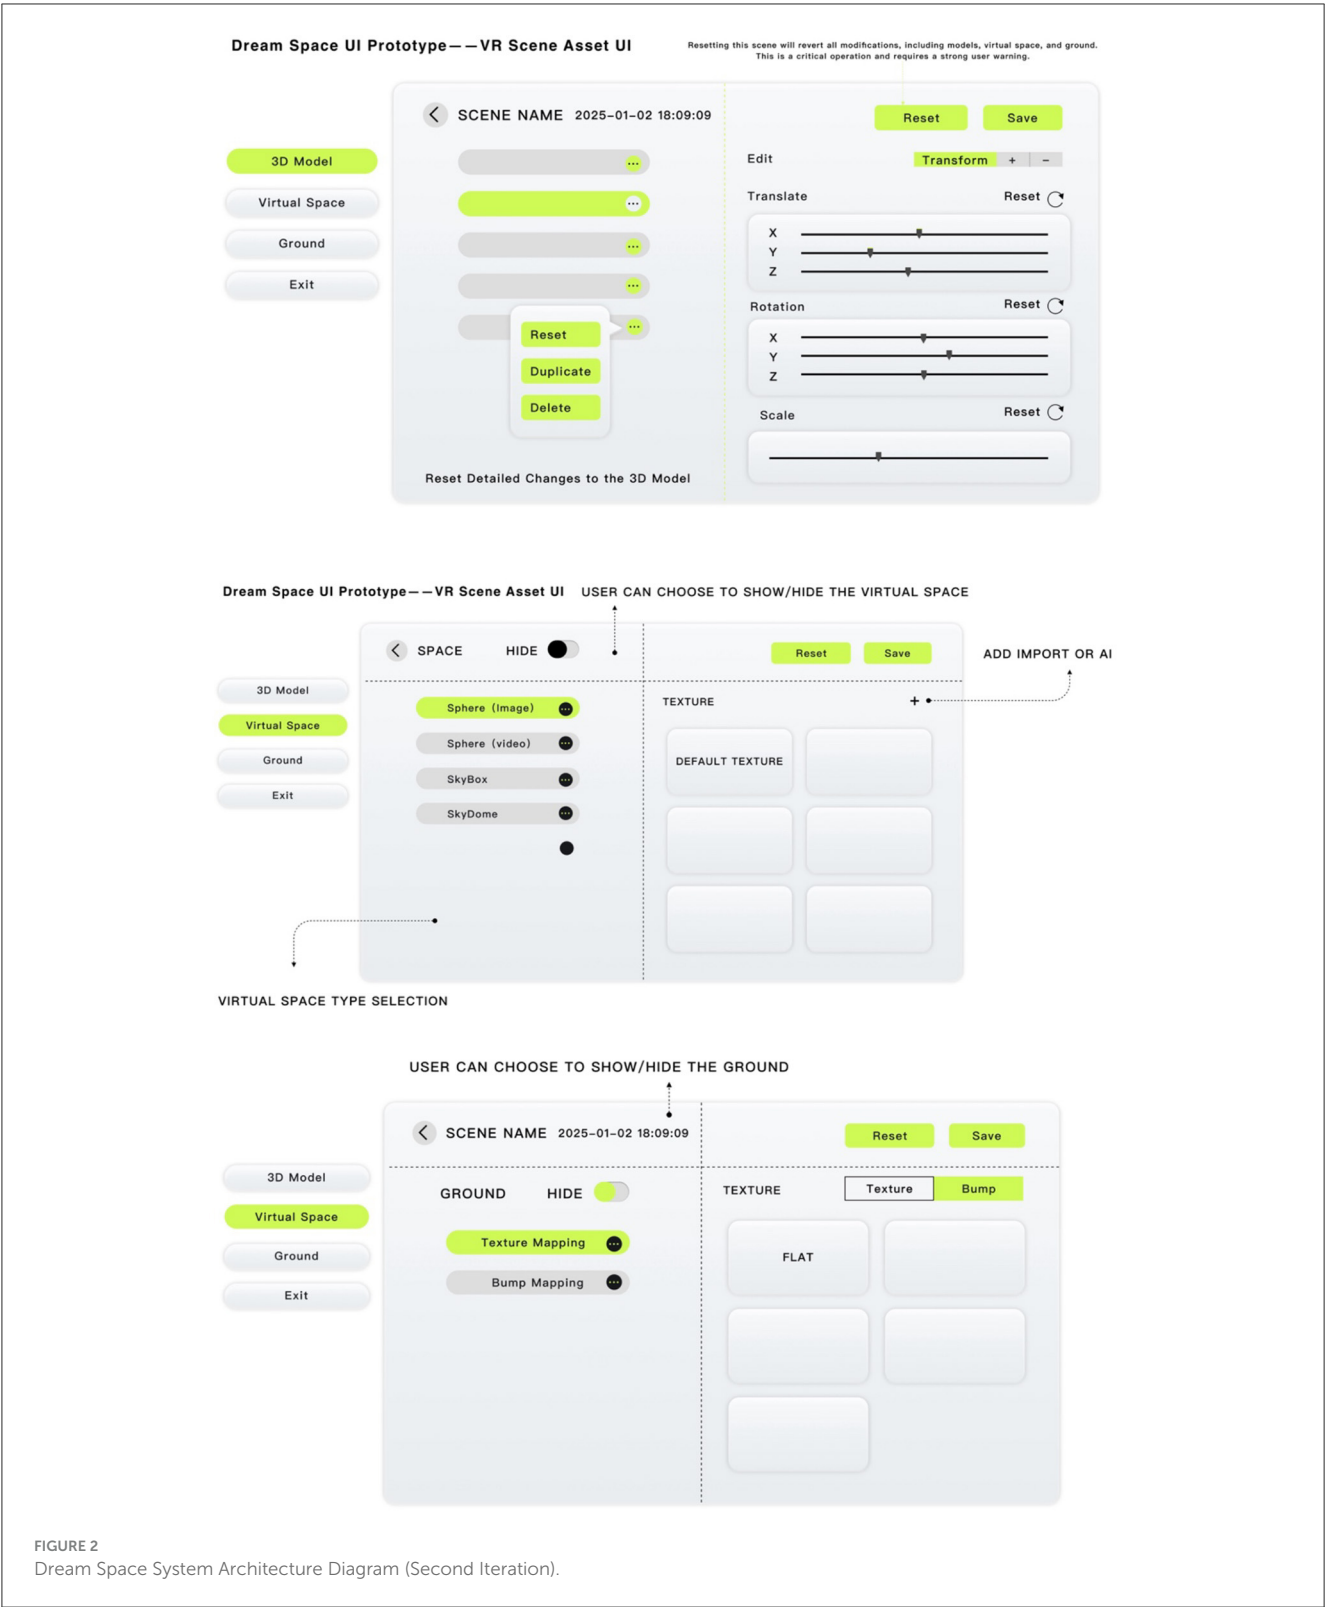 Dream Space UI Prototype——VR Scene Asset UI
Resetting this scene will revert all modifications, including models, virtual space, and ground.
This is a critical operation and requires a strong user warning.
SCENE NAME 2025-01-02 18:09:09
Reset
Save
3D Model
Virtual Space
Ground
Exit
Reset
Duplicate
Delete
Reset Detailed Changes to the 3D Model
Edit
Transform + −
Translate
Reset
X
Y
Z
Rotation
Reset
X
Y
Z
Scale
Reset
Dream Space UI Prototype——VR Scene Asset UI
USER CAN CHOOSE TO SHOW/HIDE THE VIRTUAL SPACE
SPACE
HIDE
Reset
Save
ADD IMPORT OR AI
3D Model
Virtual Space
Ground
Exit
Sphere (Image)
Sphere (video)
SkyBox
SkyDome
TEXTURE
+
DEFAULT TEXTURE
VIRTUAL SPACE TYPE SELECTION
USER CAN CHOOSE TO SHOW/HIDE THE GROUND
SCENE NAME 2025-01-02 18:09:09
Reset
Save
3D Model
Virtual Space
Ground
Exit
GROUND
HIDE
Texture Mapping
Bump Mapping
TEXTURE
Texture
Bump
FLAT
FIGURE 2
Dream Space System Architecture Diagram (Second Iteration).